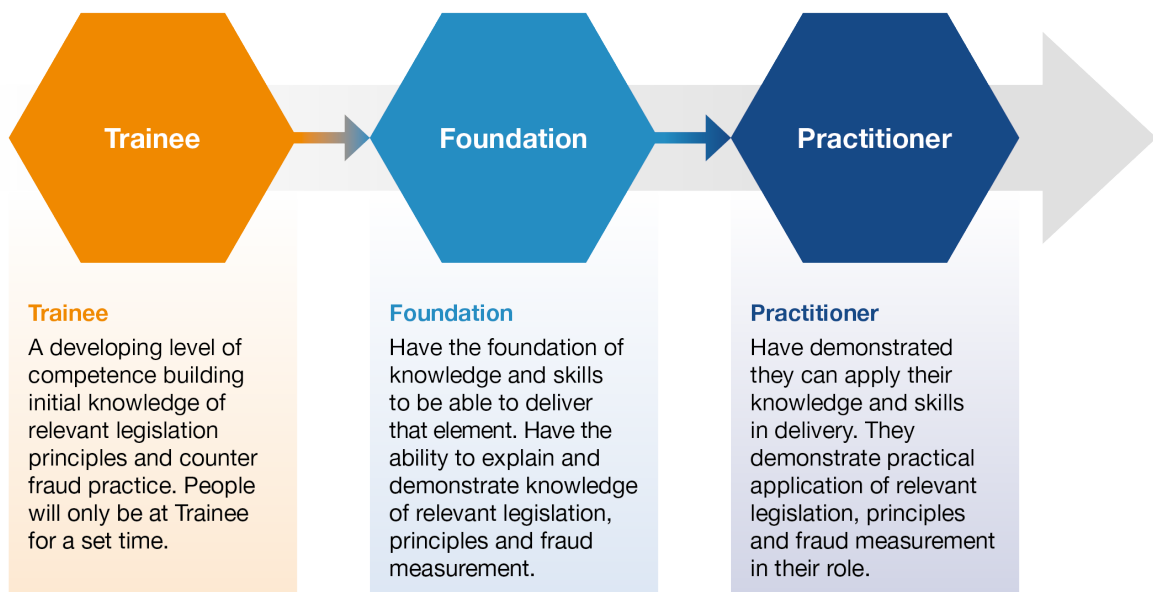 Trainee
Foundation
Practitioner
Trainee
A developing level of
competence building
initial knowledge of
relevant legislation
principles and counter
fraud practice. People
will only be at Trainee
for a set time.
Foundation
Have the foundation of
knowledge and skills
to be able to deliver
that element. Have the
ability to explain and
demonstrate knowledge
of relevant legislation,
principles and fraud
measurement.
Practitioner
Have demonstrated
they can apply their
knowledge and skills
in delivery. They
demonstrate practical
application of relevant
legislation, principles
and fraud measurement
in their role.